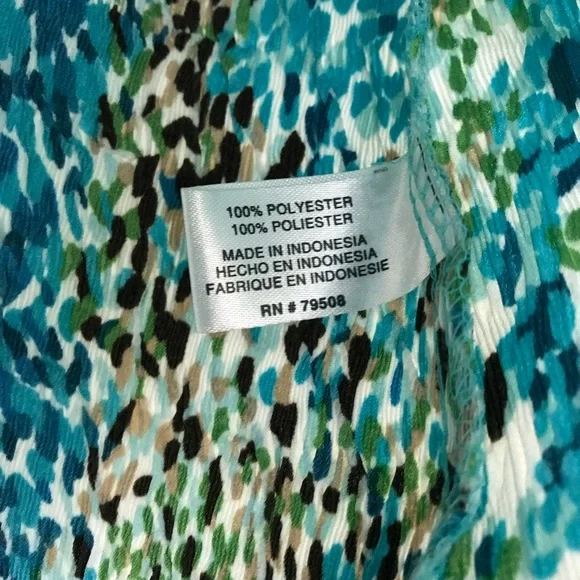 100% POLYESTER
100% POLIESTER
MADE IN INDONESIA
HECHO EN INDONESIA
FABRIQUE EN INDONESIE
RN # 79508